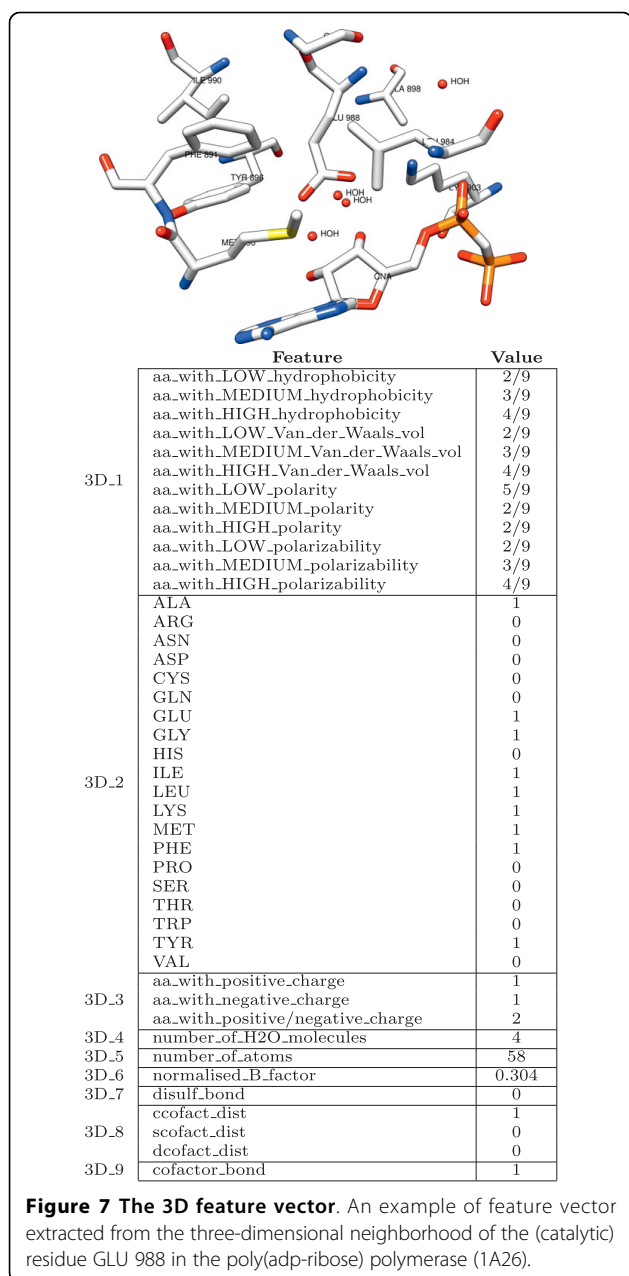 ILE 990
LA 898
HOH
LU 988
LEU 984
PHE 891
TYR 896
HOH
HOH
HOH
CNA
Feature Value
3D_1
aa_with_LOW_hydrophobicity 2/9
aa_with_MEDIUM_hydrophobicity 3/9
aa_with_HIGH_hydrophobicity 4/9
aa_with_LOW_Van_der_Waals_vol 2/9
aa_with_MEDIUM_Van_der_Waals_vol 3/9
aa_with_HIGH_Van_der_Waals_vol 4/9
aa_with_LOW_polarity 5/9
aa_with_MEDIUM_polarity 2/9
aa_with_HIGH_polarity 2/9
aa_with_LOW_polarizability 2/9
aa_with_MEDIUM_polarizability 3/9
aa_with_HIGH_polarizability 4/9
3D_2
ALA 1
ARG 0
ASN 0
ASP 0
CYS 0
GLN 0
GLU 1
GLY 1
HIS 0
ILE 1
LEU 1
LYS 1
MET 1
PHE 1
PRO 0
SER 0
THR 0
TRP 0
TYR 1
VAL 0
3D_3
aa_with_positive_charge 1
aa_with_negative_charge 1
aa_with_positive/negative_charge 2
3D_4 number_of_H2O_molecules 4
3D_5 number_of_atoms 58
3D_6 normalised_B_factor 0.304
3D_7 disulf_bond 0
3D_8
ccofact_dist 1
scofact_dist 0
dcofact_dist 0
3D_9 cofactor_bond 1
Figure 7 The 3D feature vector. An example of feature vector
extracted from the three-dimensional neighborhood of the (catalytic)
residue GLU 988 in the poly(adp-ribose) polymerase (1A26).